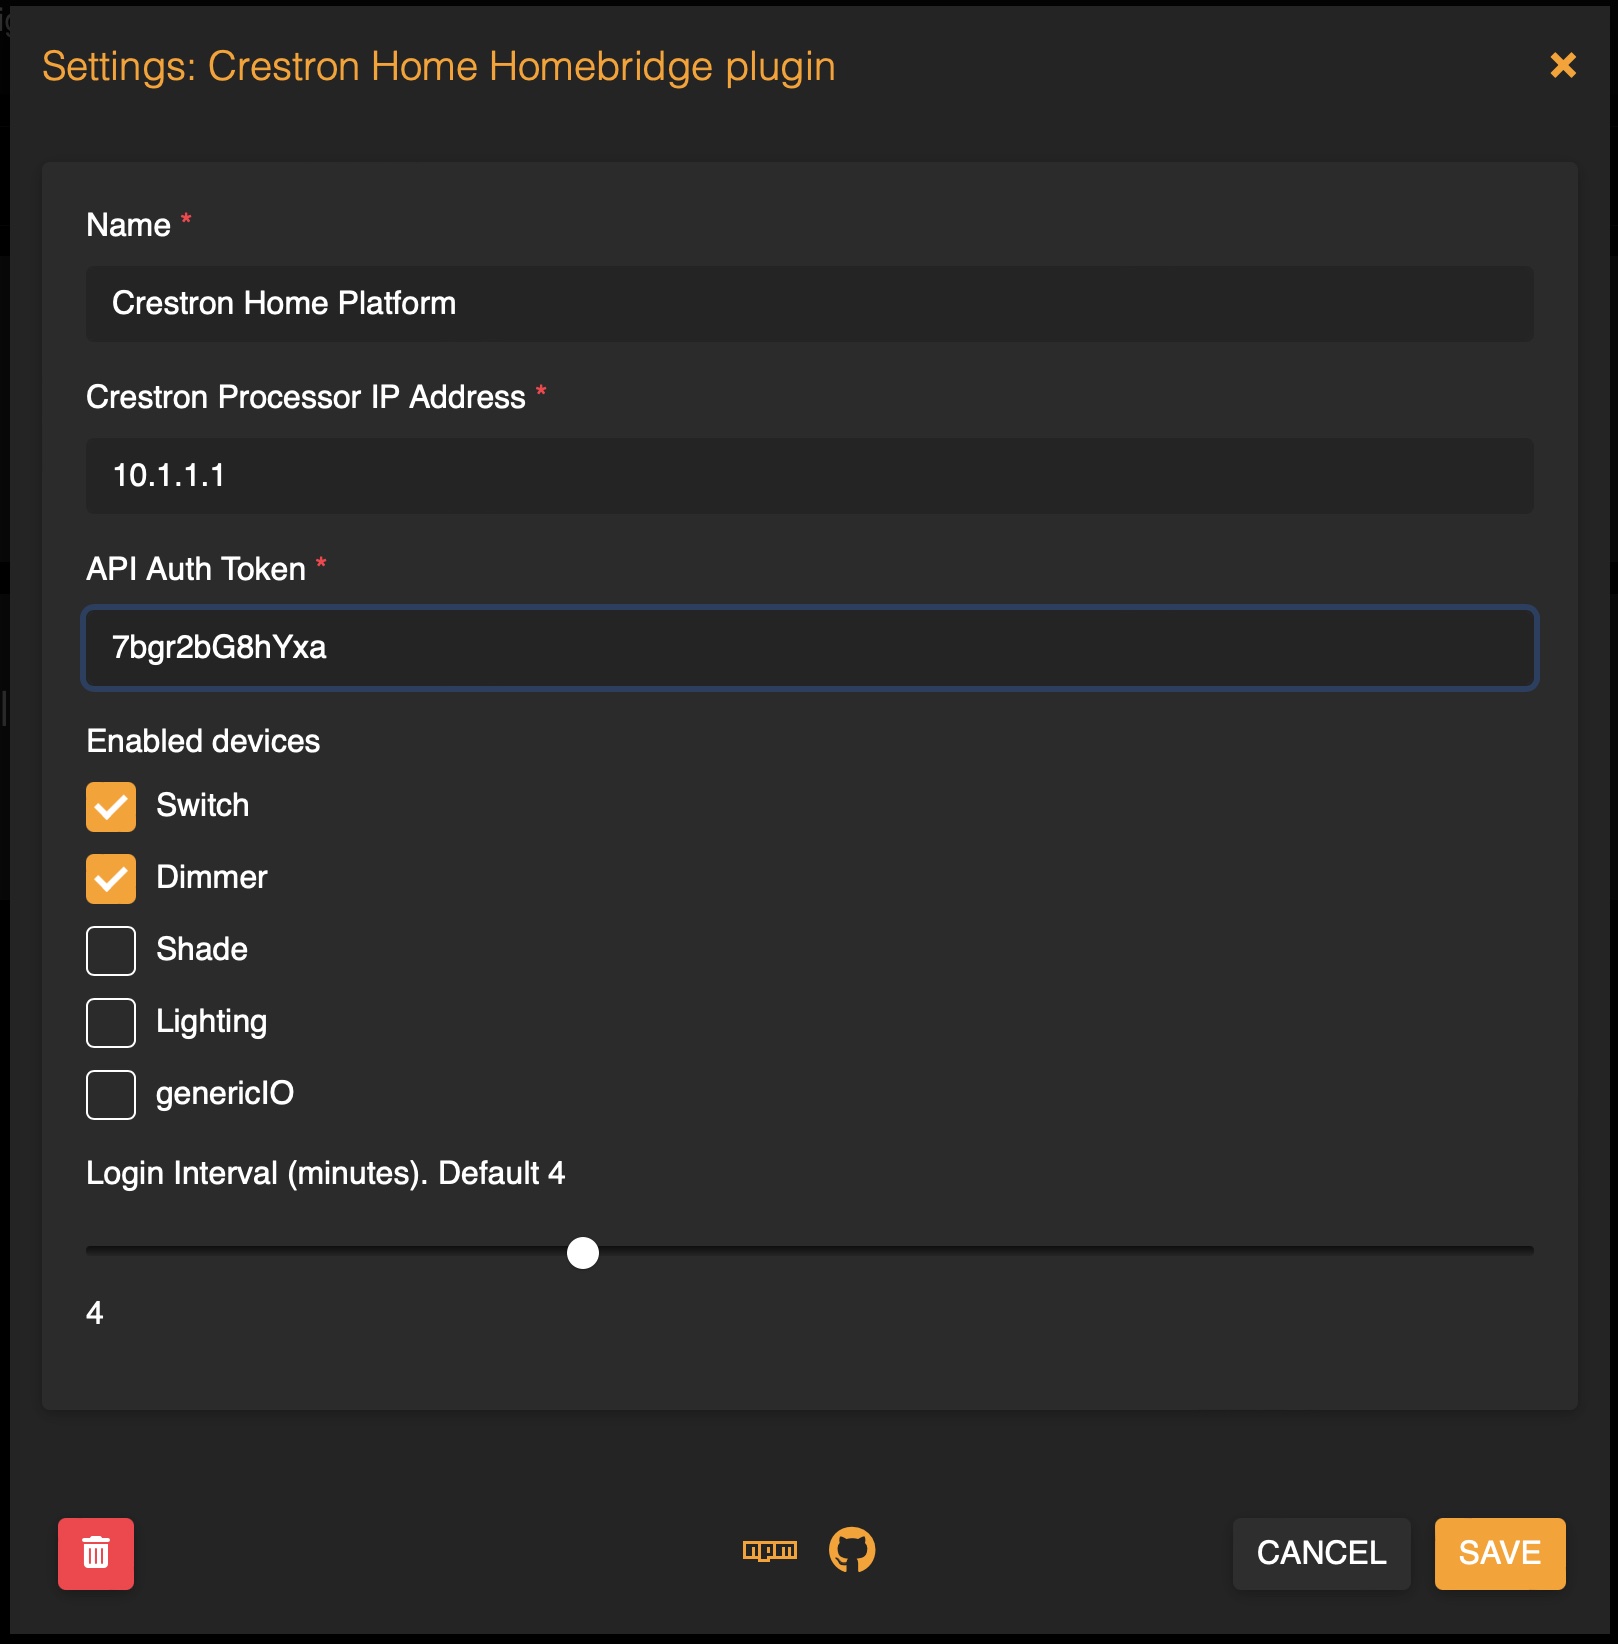 Settings: Crestron Home Homebridge plugin
Name *
Crestron Home Platform
Crestron Processor IP Address *
10.1.1.1
API Auth Token *
7bgr2bG8hYxa
Enabled devices
Switch
Dimmer
Shade
Lighting
genericIO
Login Interval (minutes). Default 4
4
npm
CANCEL
SAVE